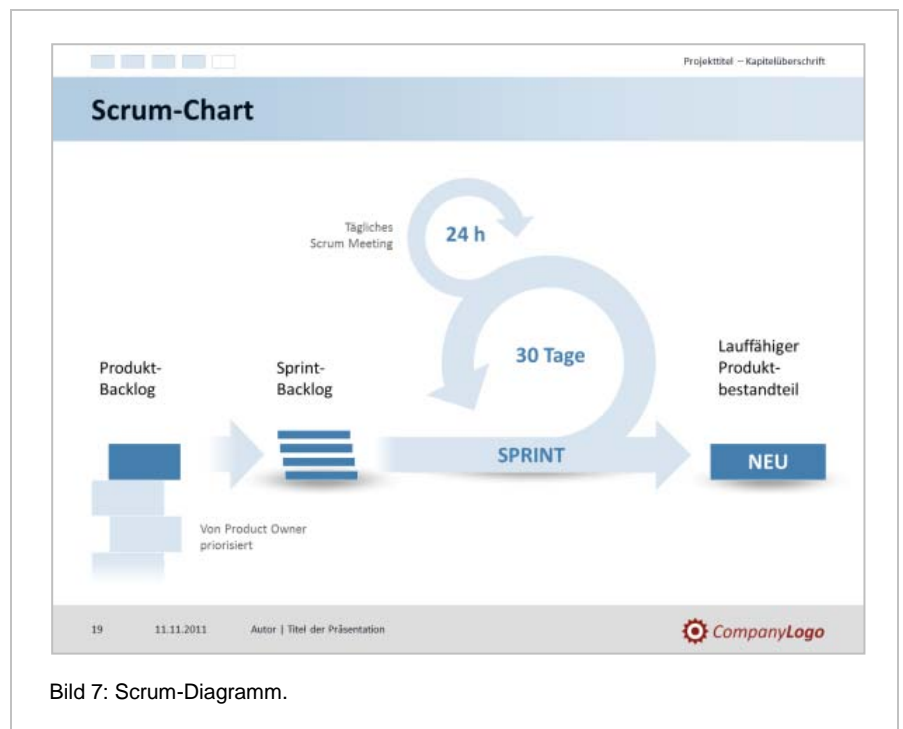 Projekttitel – Kapitelüberschrift
Scrum-Chart
Tägliches
Scrum Meeting
24 h
30 Tage
Produkt-
Backlog
Sprint-
Backlog
Lauffähiger
Produkt-
bestandteil
SPRINT
NEU
Von Product Owner
priorisiert
19 11.11.2011 Autor | Titel der Präsentation CompanyLogo
Bild 7: Scrum-Diagramm.